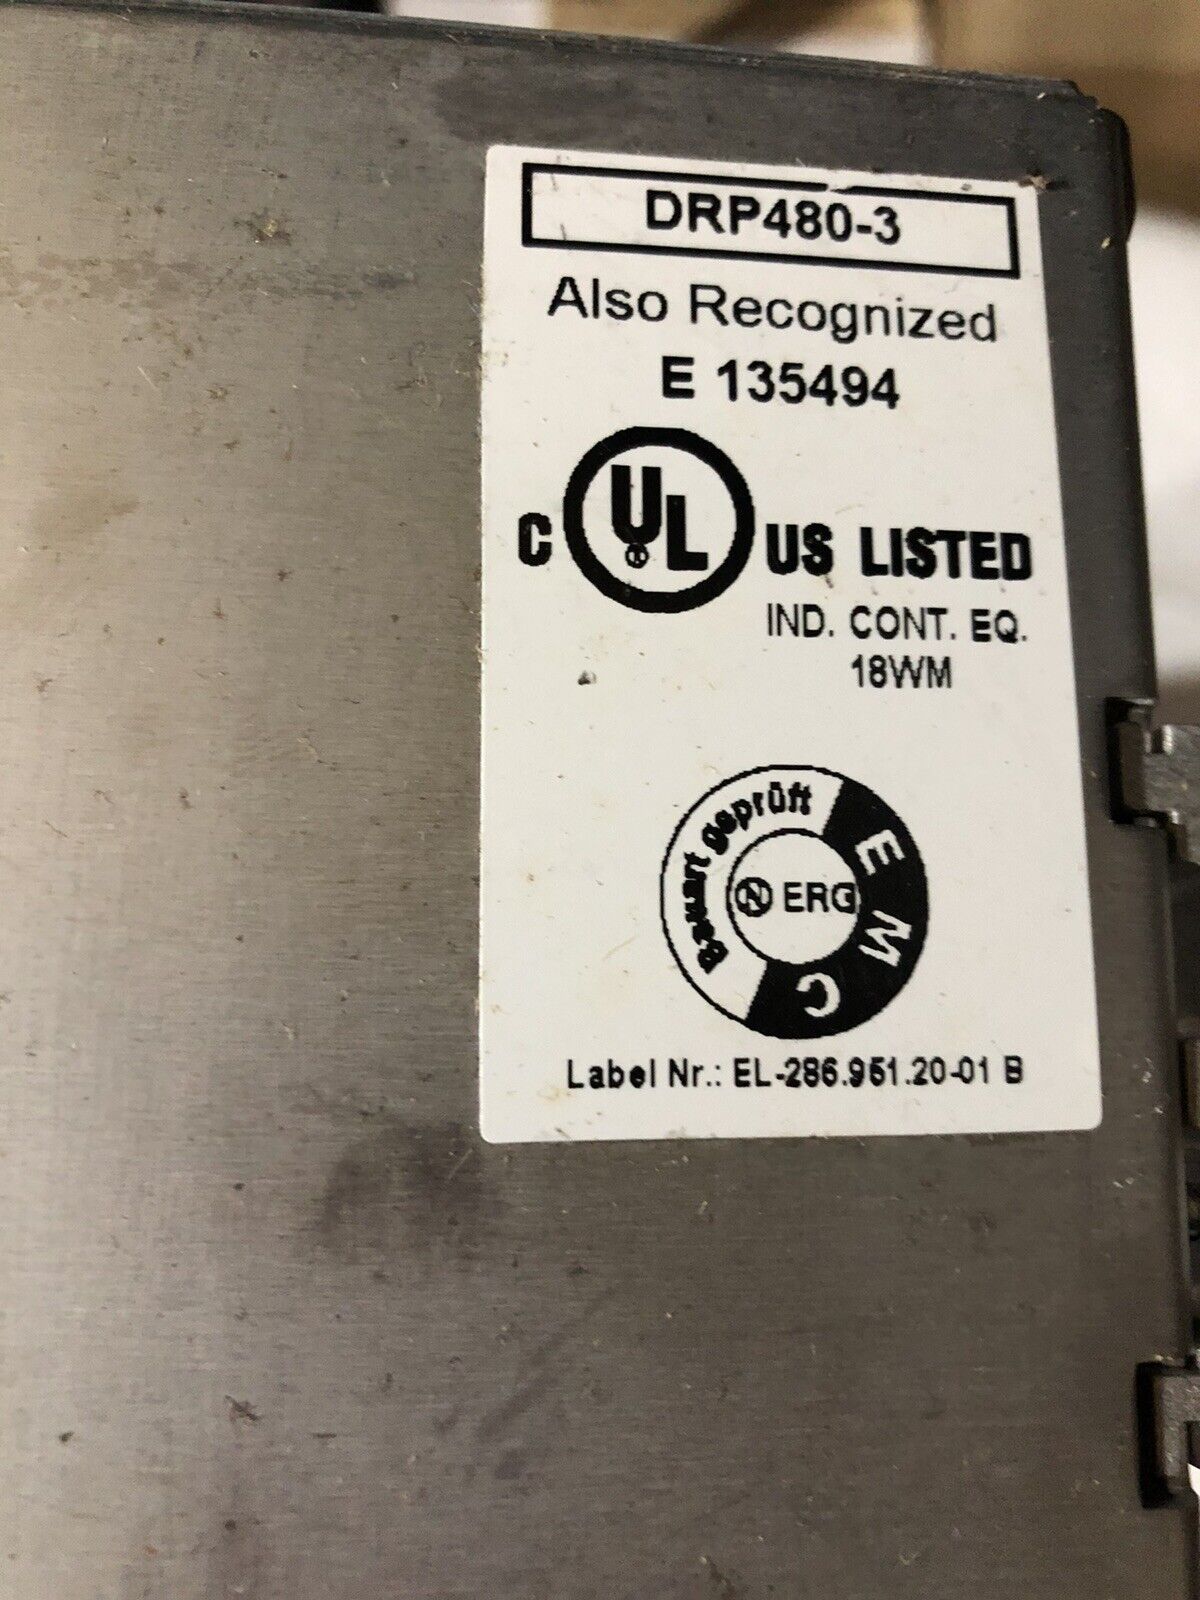 DRP480-3
Also Recognized
E 135494
C UL US LISTED
IND. CONT. EQ.
18WM
Bauart geprüft EMC
N ERG
Label Nr.: EL-286.951.20-01 B